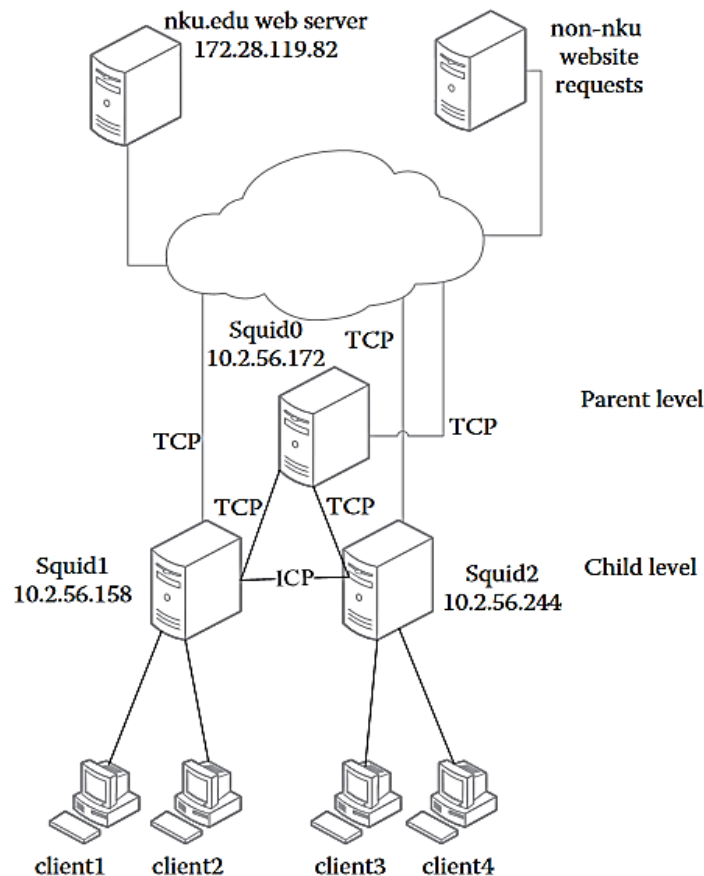 nku.edu web server
172.28.119.82
non-nku
website
requests
Squid0
10.2.56.172
TCP
Parent level
TCP
TCP
TCP
TCP
Squid1
10.2.56.158
ICP
Squid2
10.2.56.244
Child level
client1
client2
client3
client4